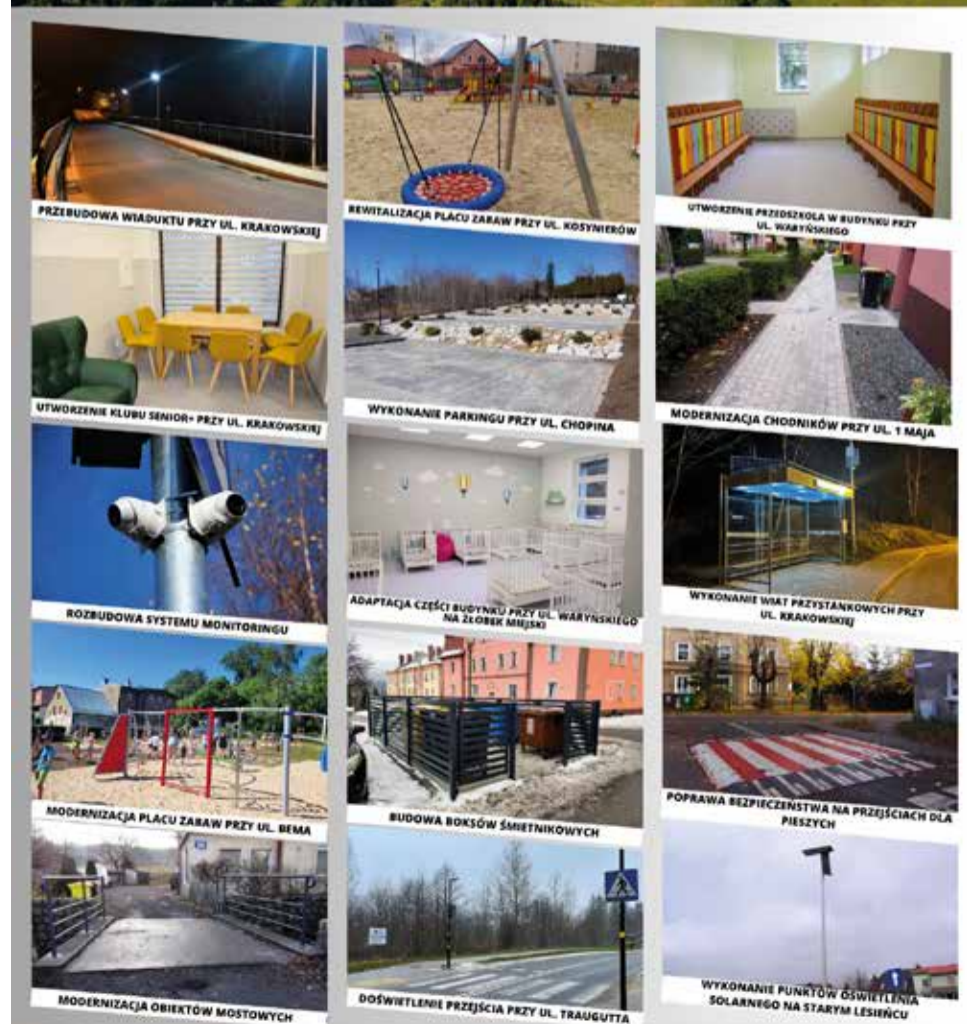 PRZEBUDOWA WIADUKTU PRZY UL. KRAKOWSKIEJ
REWITALIZACJA PLACU ZABAW PRZY UL. KOSYNIERÓW
UTWORZENIE PRZEDSZKOLA W BUDYNKU PRZY
UL. WARYŃSKIEGO
UTWORZENIE KLUBU SENIOR+ PRZY UL. KRAKOWSKIEJ
WYKONANIE PARKINGU PRZY UL. CHOPINA
MODERNIZACJA CHODNIKÓW PRZY UL. 1 MAJA
ROZBUDOWA SYSTEMU MONITORINGU
ADAPTACJA CZĘŚCI BUDYNKU PRZY UL. WARYŃSKIEGO
NA ŻŁOBEK MIEJSKI
WYKONANIE WIAT PRZYSTANKOWYCH PRZY
UL. KRAKOWSKIEJ
MODERNIZACJA PLACU ZABAW PRZY UL. BEMA
BUDOWA BOKSÓW ŚMIETNIKOWYCH
POPRAWA BEZPIECZEŃSTWA NA PRZEJŚCIACH DLA
PIESZYCH
MODERNIZACJA OBIEKTÓW MOSTOWYCH
DOŚWIETLENIE PRZEJŚCIA PRZY UL. TRAUGUTTA
WYKONANIE PUNKTÓW OŚWIETLENIA
SOLARNEGO NA STARYM LESIEŃCU